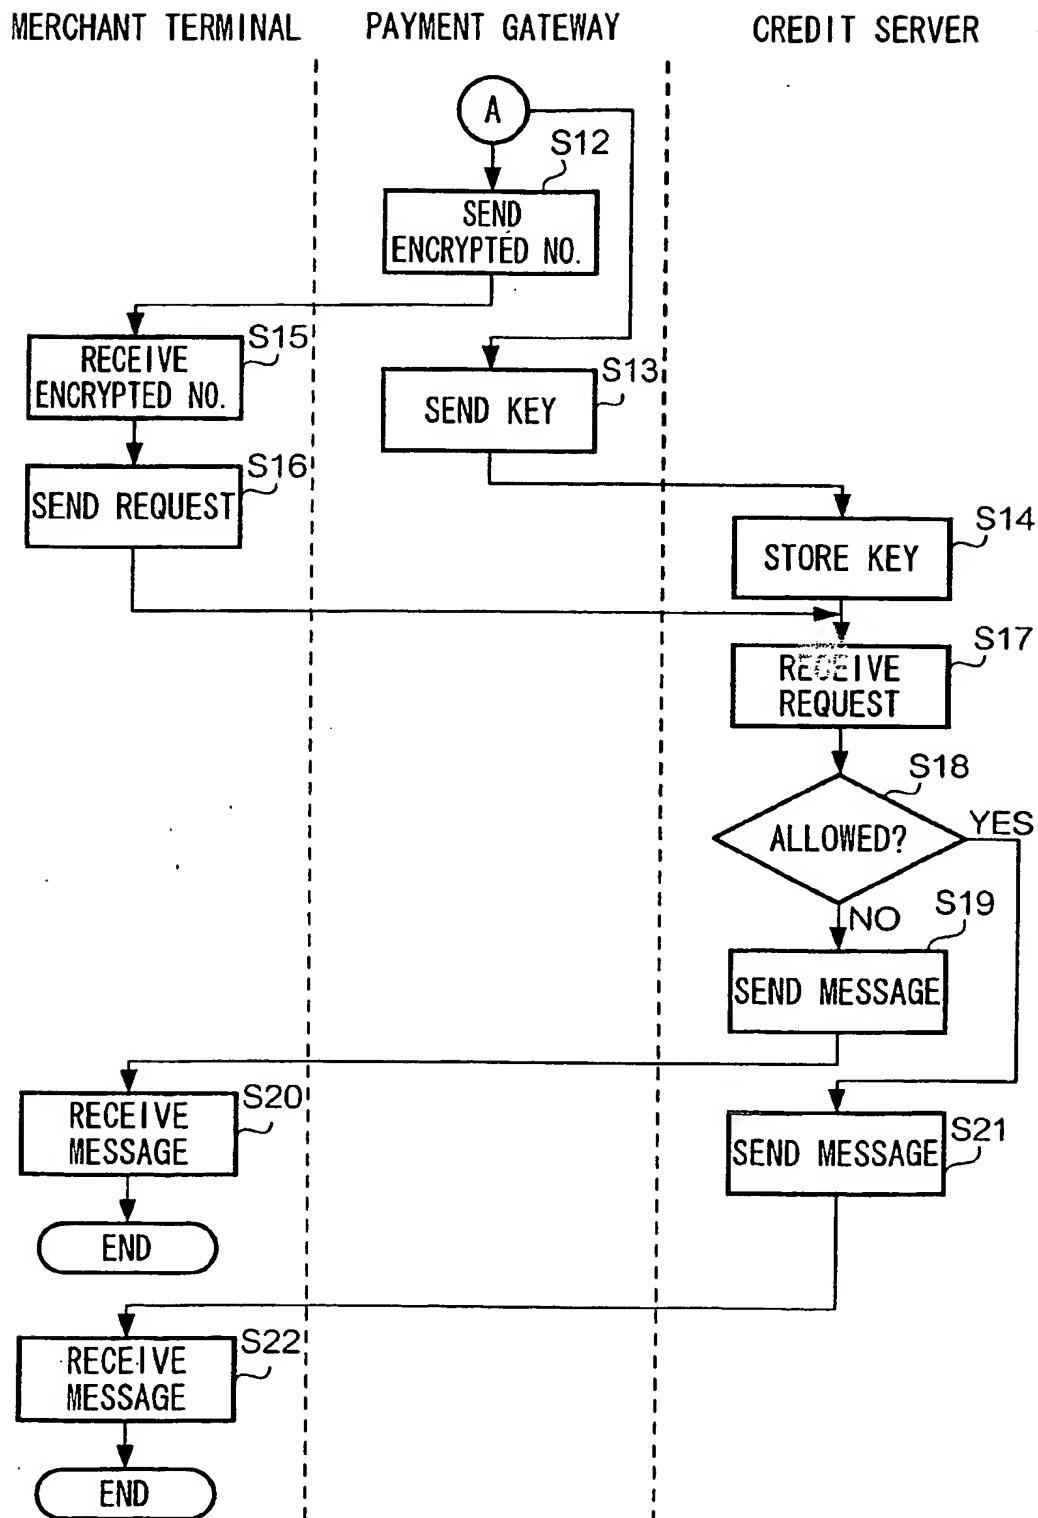 MERCHANT TERMINAL
PAYMENT GATEWAY
CREDIT SERVER
A
S12
SEND
ENCRYPTED NO.
S15
RECEIVE
ENCRYPTED NO.
S13
SEND KEY
S16
SEND REQUEST
S14
STORE KEY
S17
RECEIVE
REQUEST
S18
ALLOWED?
YES
NO
S19
SEND MESSAGE
S20
RECEIVE
MESSAGE
S21
SEND MESSAGE
END
S22
RECEIVE
MESSAGE
END